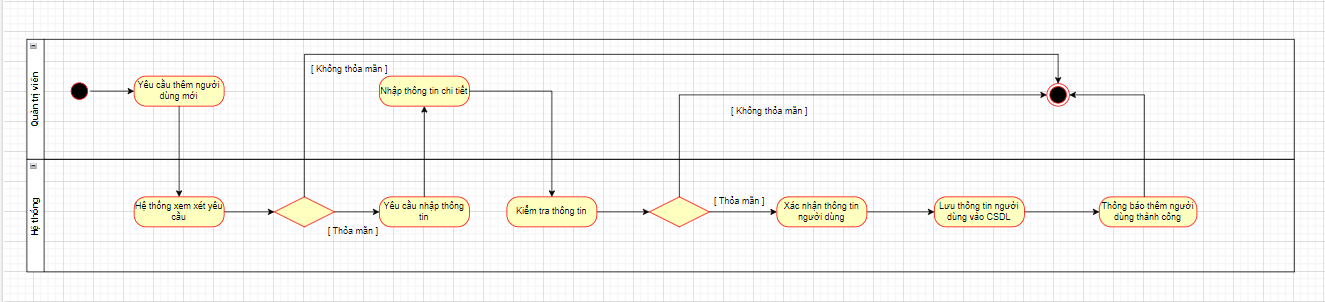 Quản trị viên
Yêu cầu thêm người
dùng mới
[ Không thỏa mãn ]
Nhập thông tin chi tiết
[ Không thỏa mãn ]
Hệ thống
Hệ thống xem xét yêu
cầu
[ Thỏa mãn ]
Yêu cầu nhập thông
tin
Kiểm tra thông tin
[ Thỏa mãn ]
Xác nhận thông tin
người dùng
Lưu thông tin người
dùng vào CSDL
Thông báo thêm người
dùng thành công